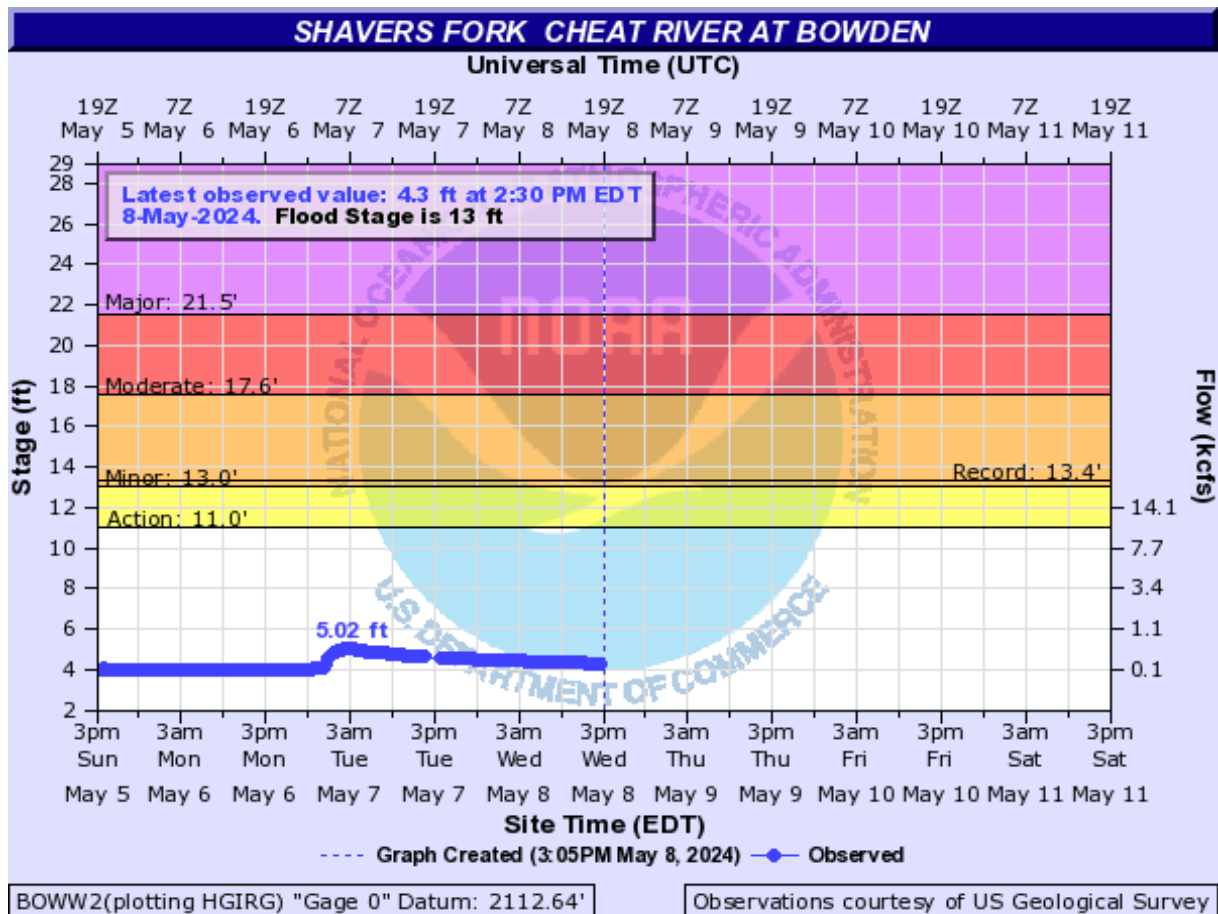 SHAVERS FORK CHEAT RIVER AT BOWDEN
Universal Time (UTC)
19Z 7Z 19Z 7Z 19Z 7Z 19Z 7Z 19Z 7Z 19Z 7Z 19Z
May 5 May 6 May 6 May 7 May 7 May 8 May 8 May 9 May 9 May 10 May 10 May 11 May 11
Latest observed value: 4.3 ft at 2:30 PM EDT
8-May-2024. Flood Stage is 13 ft
29
28
26
24
22
20
18
16
14
12
10
8
6
4
2
Stage (ft)
Major: 21.5'
Moderate: 17.6'
Minor: 13.0'
Record: 13.4'
Action: 11.0'
5.02 ft
NATIONAL OCEANIC AND ATMOSPHERIC ADMINISTRATION
NOAA
U.S. DEPARTMENT OF COMMERCE
Flow (kcfs)
14.1
7.7
3.4
1.1
0.1
3pm 3am 3pm 3am 3pm 3am 3pm 3am 3pm 3am 3pm 3am 3pm
Sun Mon Mon Tue Tue Wed Wed Thu Thu Fri Fri Sat Sat
May 5 May 6 May 6 May 7 May 7 May 8 May 8 May 9 May 9 May 10 May 10 May 11 May 11
Site Time (EDT)
Graph Created (3:05PM May 8, 2024) Observed
BOWW2(plotting HGIRG) "Gage 0" Datum: 2112.64'
Observations courtesy of US Geological Survey